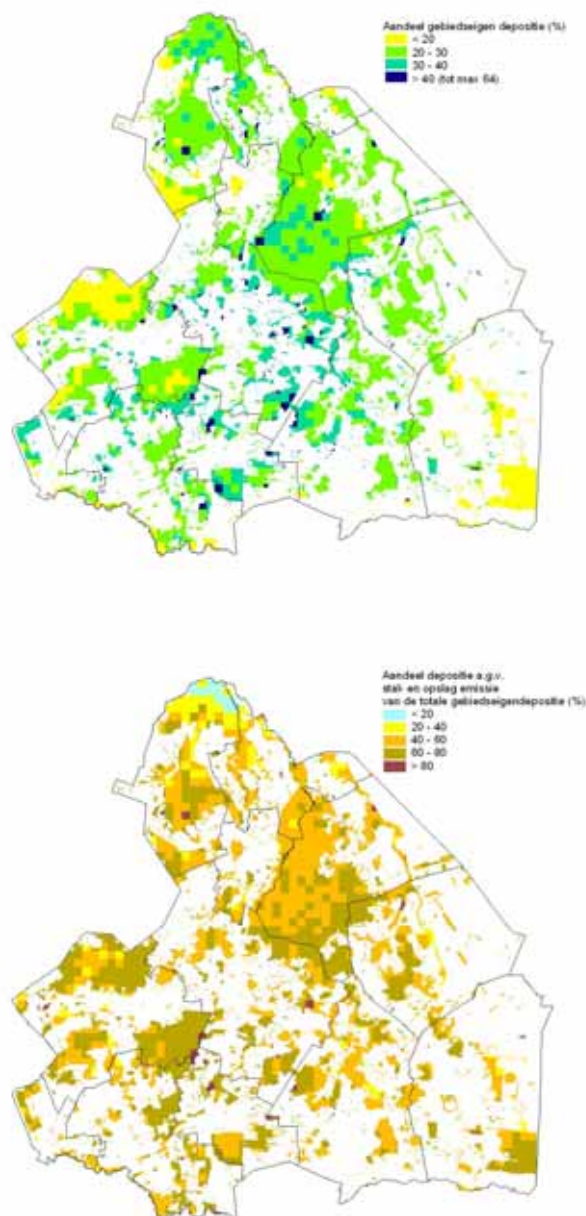 Aandeel gebiedseigen depositie (%)
< 20
20 - 30
30 - 40
> 40 (tot max 64)
Aandeel depositie a.g.v.
stal- en opslag emissie
van de totale gebiedseigendepositie (%)
< 20
20 - 40
40 - 60
60 - 80
> 80